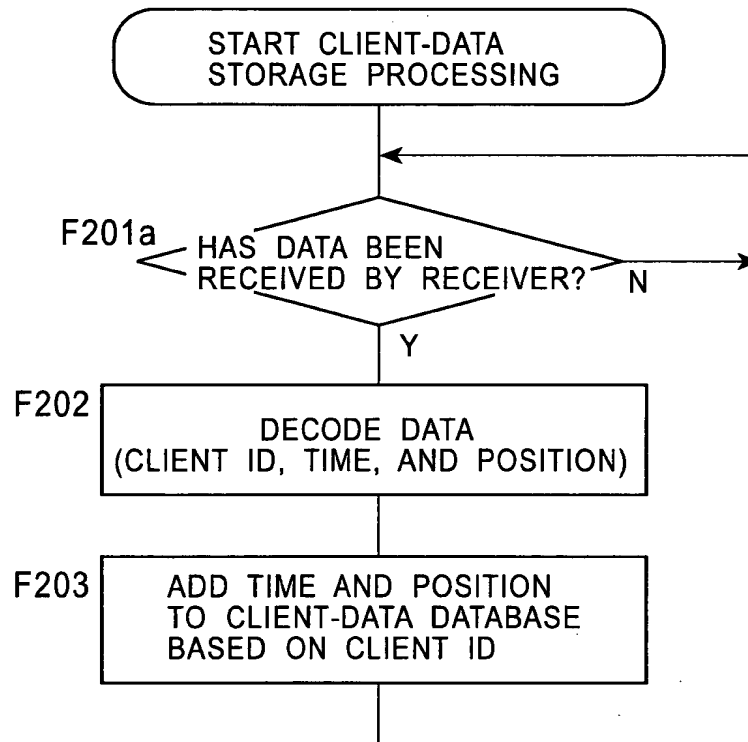 START CLIENT-DATA
STORAGE PROCESSING
F201a
HAS DATA BEEN
RECEIVED BY RECEIVER?
N
Y
F202
DECODE DATA
(CLIENT ID, TIME, AND POSITION)
F203
ADD TIME AND POSITION
TO CLIENT-DATA DATABASE
BASED ON CLIENT ID